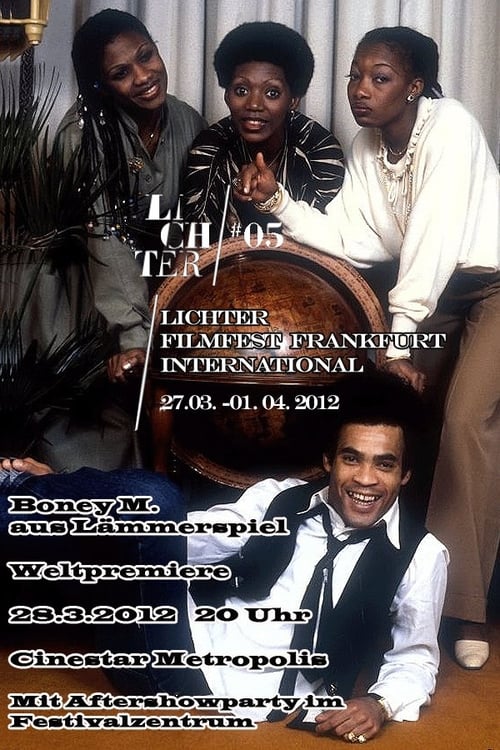 LI
CH
TER
#05
LICHTER
FILMFEST FRANKFURT
INTERNATIONAL
27.03. -01. 04. 2012
Boney M.
aus Lämmerspiel
Weltpremiere
28.3.2012 20 Uhr
Cinestar Metropolis
Mit Aftershowparty im
Festivalzentrum